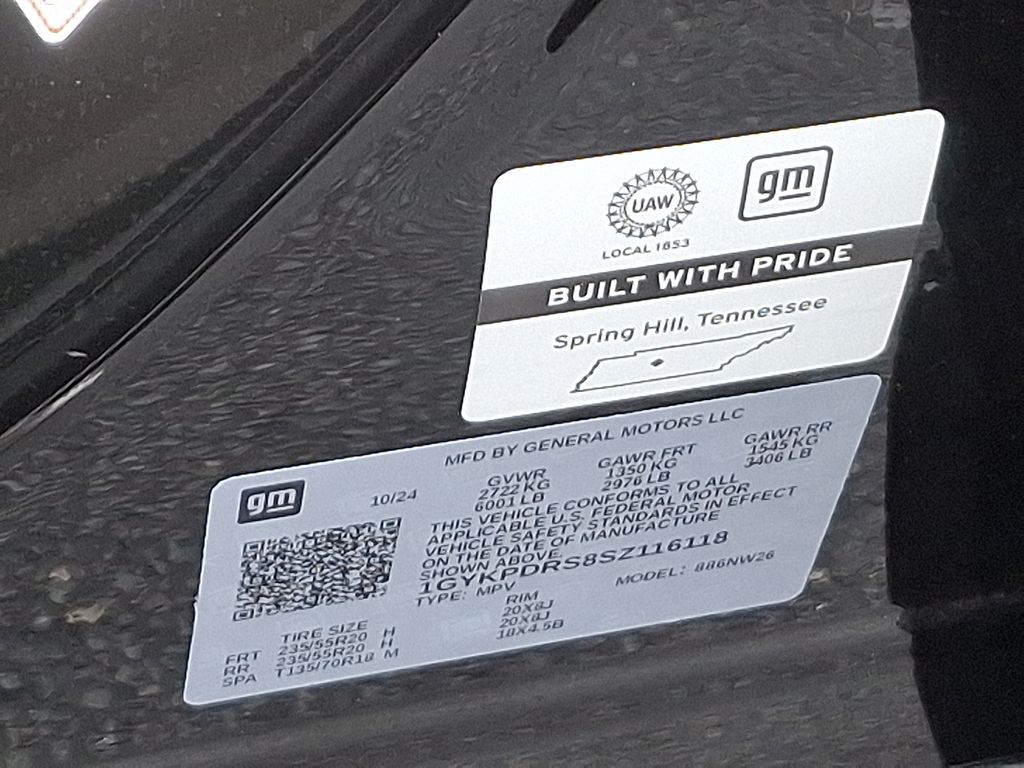 UAW
gm
LOCAL 1853
BUILT WITH PRIDE
Spring Hill, Tennessee
gm
MFD BY GENERAL MOTORS LLC
10/24
GVWR GAWR FRT GAWR RR
2722 KG 1350 KG 1545 KG
6001 LB 2976 LB 3406 LB
THIS VEHICLE CONFORMS TO ALL
APPLICABLE U.S. FEDERAL MOTOR
VEHICLE SAFETY STANDARDS IN EFFECT
ON THE DATE OF MANUFACTURE
SHOWN ABOVE.
1GYKPDRS8SZ116118
TYPE: MPV MODEL: 886NW26
TIRE SIZE RIM
FRT 235/55R20 H 20X8J
RR 235/55R20 H 20X8J
SPA T135/70R18 M 18X4.5B